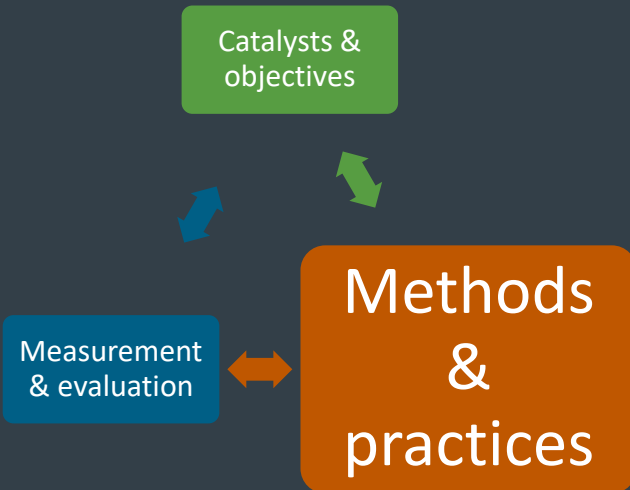 Catalysts &
objectives
Measurement
& evaluation
Methods
&
practices